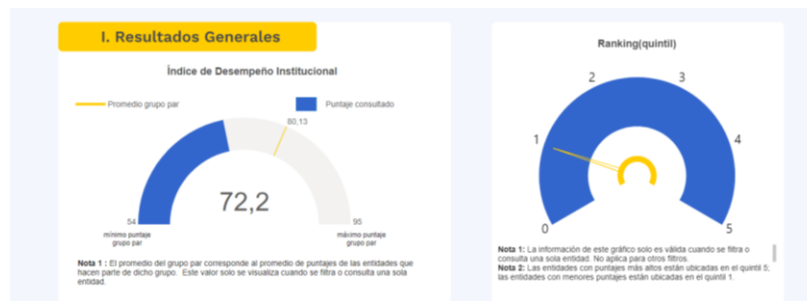 I. Resultados Generales
Índice de Desempeño Institucional
Promedio grupo par
Puntaje consultado
80,13
72,2
54
mínimo puntaje
grupo par
95
máximo puntaje
grupo par
Nota 1 : El promedio del grupo par corresponde al promedio de puntajes de las entidades que
hacen parte de dicho grupo. Este valor solo se visualiza cuando se filtra o consulta una sola
entidad.
Ranking(quintil)
2
3
1
4
0
5
Nota 1: La información de este gráfico solo es válida cuando se filtra o
consulta una sola entidad. No aplica para otros filtros.
Nota 2: Las entidades con puntajes más altos están ubicadas en el quintil 5;
las entidades con menores puntajes están ubicadas en el quintil 1.